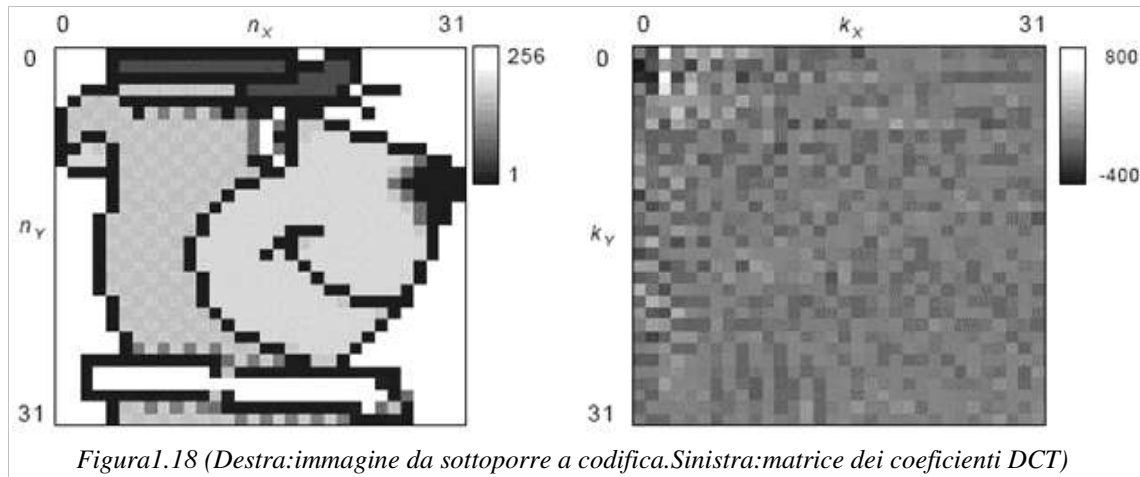 0 n_X 31
0
256
1
n_Y
31
0 k_X 31
0
800
-400
k_Y
31
Figura1.18 (Destra:immagine da sottoporre a codifica.Sinistra:matrice dei coeficienti DCT)